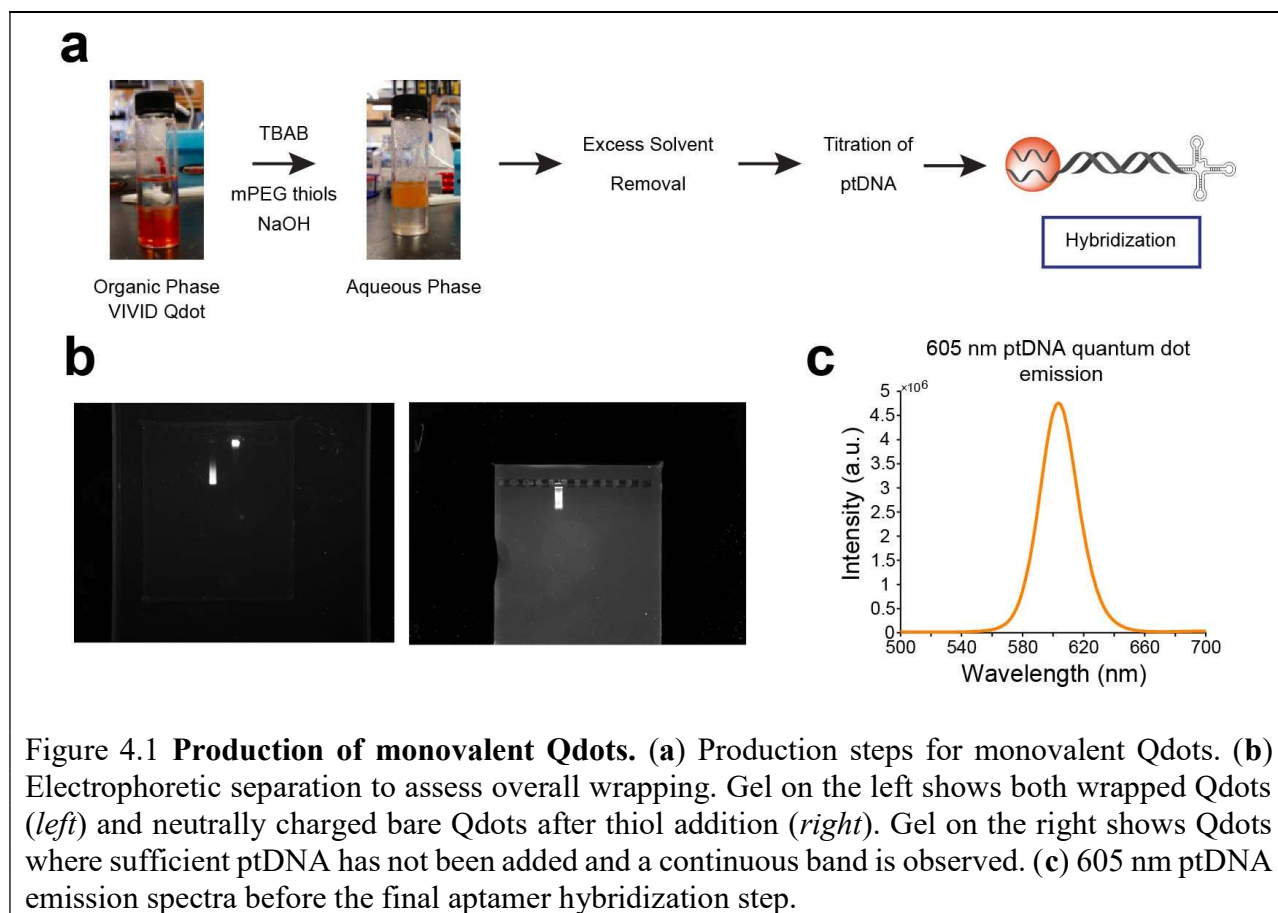 a
TBAB
mPEG thiols
NaOH
Organic Phase
VIVID Qdot
Aqueous Phase
Excess Solvent
Removal
Titration of
ptDNA
Hybridization
b
c
605 nm ptDNA quantum dot
emission
×10⁶
5
4.5
4
3.5
3
2.5
2
1.5
1
0.5
0
Intensity (a.u.)
500 540 580 620 660 700
Wavelength (nm)
Figure 4.1 Production of monovalent Qdots. (a) Production steps for monovalent Qdots. (b)
Electrophoretic separation to assess overall wrapping. Gel on the left shows both wrapped Qdots
(left) and neutrally charged bare Qdots after thiol addition (right). Gel on the right shows Qdots
where sufficient ptDNA has not been added and a continuous band is observed. (c) 605 nm ptDNA
emission spectra before the final aptamer hybridization step.